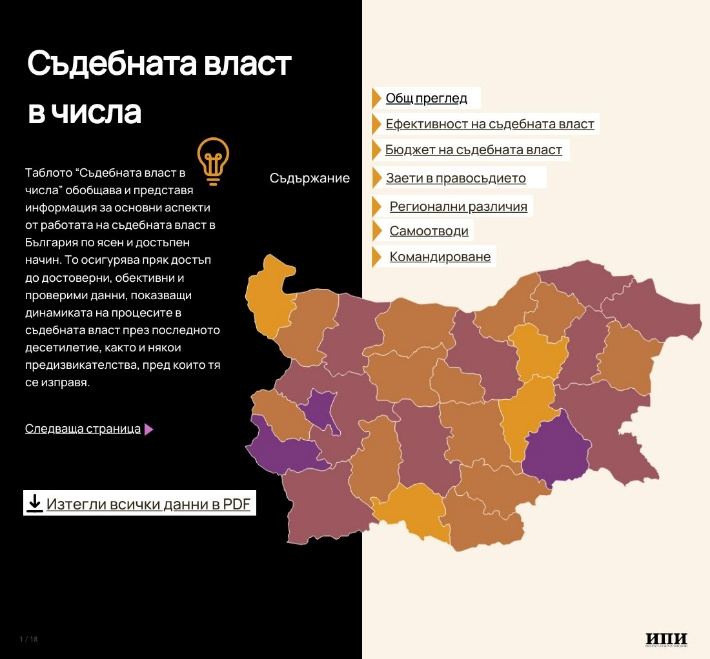 Съдебната власт
в числа
Таблото “Съдебната власт в
числа” обобщава и представя
информация за основни аспекти
от работата на съдебната власт в
България по ясен и достъпен
начин. То осигурява пряк достъп
до достоверни, обективни и
проверими данни, показващи
динамиката на процесите в
съдебната власт през последното
десетилетие, както и някои
предизвикателства, пред които тя
се изправя.
Следваща страница
Изтегли всички данни в PDF
Съдържание
Общ преглед
Ефективност на съдебната власт
Бюджет на съдебната власт
Заети в правосъдието
Регионални различия
Самоотводи
Командироване
1 / 18
ИПИ